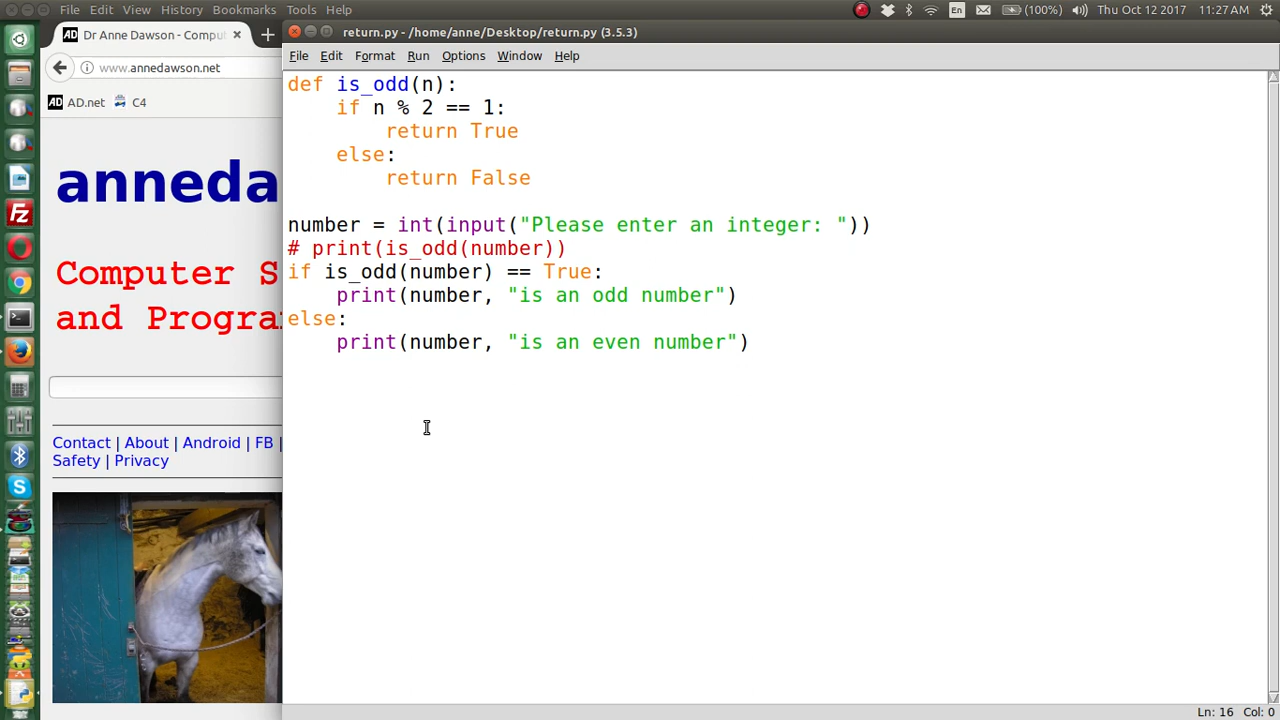 File Edit View History Bookmarks Tools Help
En (100%) Thu Oct 12 2017 11:27AM
AD Dr Anne Dawson - Compu
www.annedawson.net
AD AD.net C4
anneda
Computer S
and Progra
Contact | About | Android | FB |
Safety | Privacy
return.py - /home/anne/Desktop/return.py (3.5.3)
File Edit Format Run Options Window Help
def is_odd(n):
    if n % 2 == 1:
        return True
    else:
        return False
number = int(input("Please enter an integer: "))
# print(is_odd(number))
if is_odd(number) == True:
    print(number, "is an odd number")
else:
    print(number, "is an even number")
Ln: 16 Col: 0